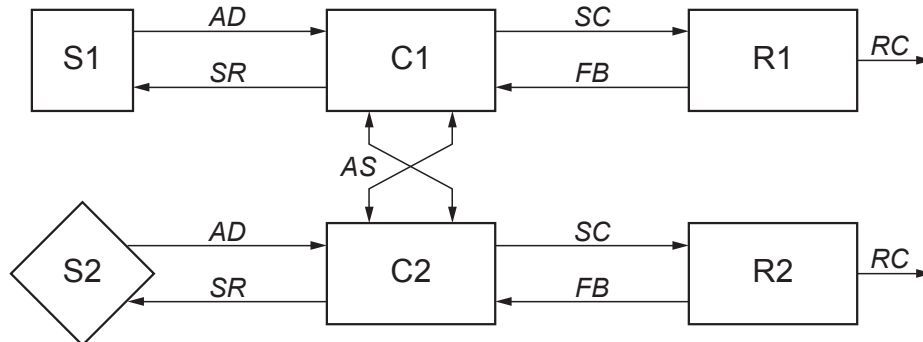 S1 AD C1 SC R1 RC
SR FB
AS
S2 AD C2 SC R2 RC
SR FB